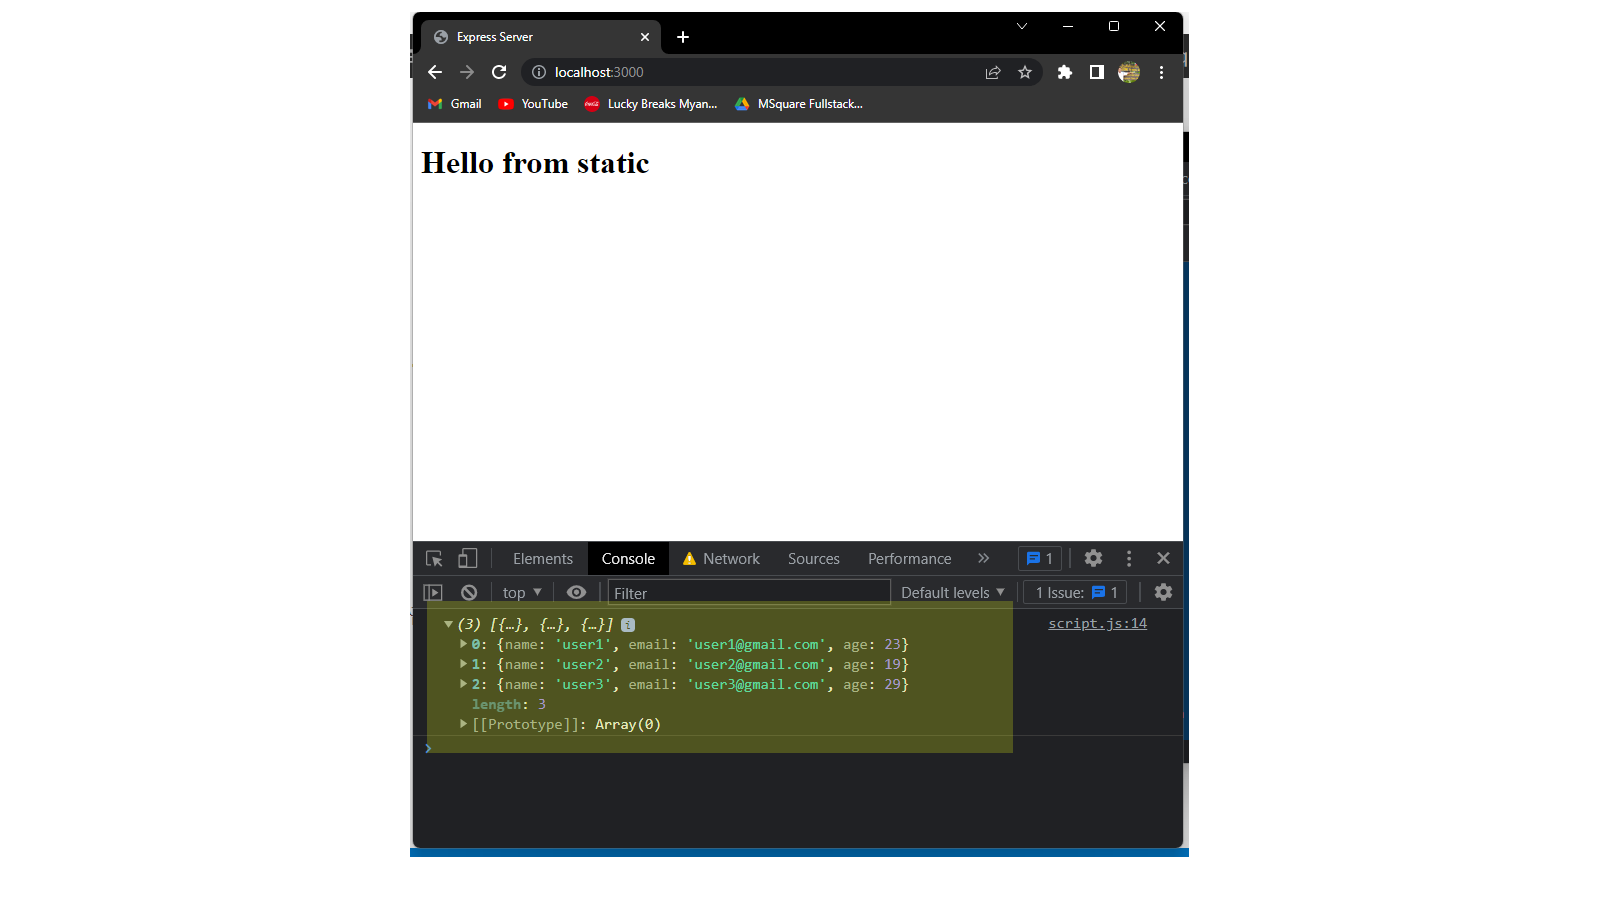 Express Server
localhost:3000
Gmail YouTube Lucky Breaks Myan... MSquare Fullstack...
Hello from static
Elements Console Network Sources Performance 1
top Filter Default levels 1 Issue: 1
(3) [{…}, {…}, {…}] i script.js:14
0: {name: 'user1', email: 'user1@gmail.com', age: 23}
1: {name: 'user2', email: 'user2@gmail.com', age: 19}
2: {name: 'user3', email: 'user3@gmail.com', age: 29}
length: 3
[[Prototype]]: Array(0)